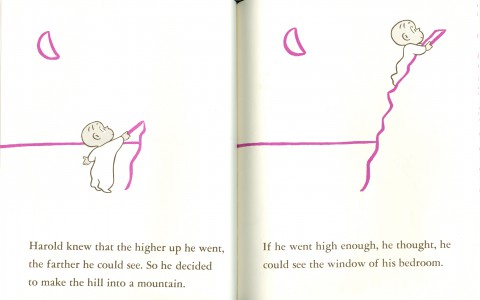 Harold knew that the higher up he went,
the farther he could see. So he decided
to make the hill into a mountain.
If he went high enough, he thought, he
could see the window of his bedroom.